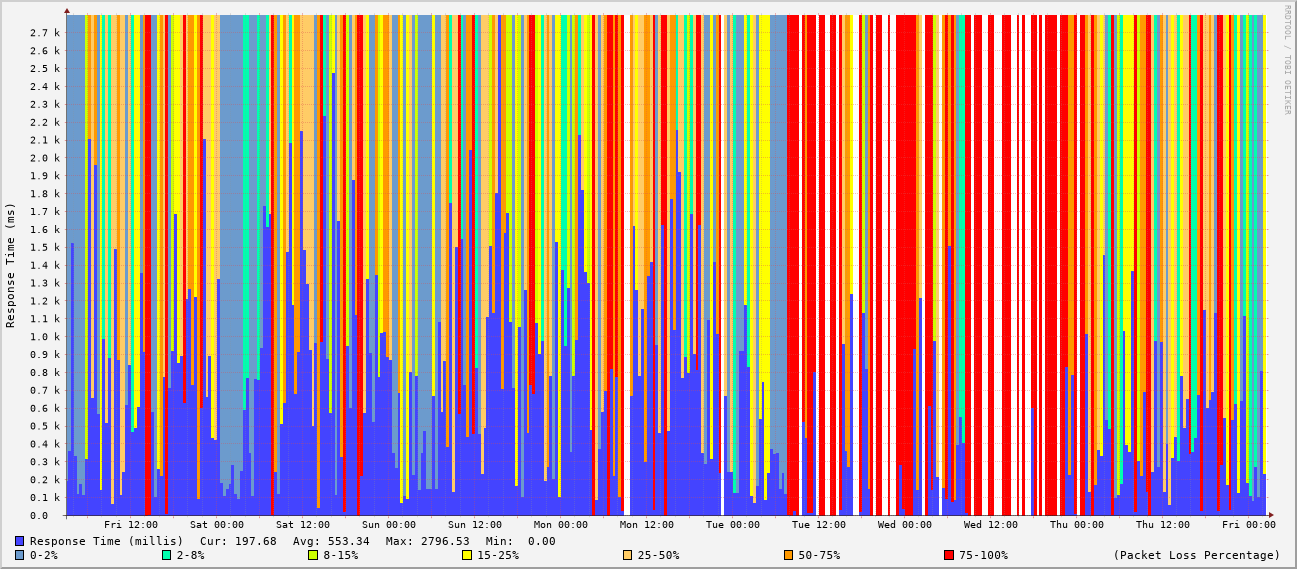 RRDTOOL / TOBI OETIKER
Response Time (ms)
2.7 k
2.6 k
2.5 k
2.4 k
2.3 k
2.2 k
2.1 k
2.0 k
1.9 k
1.8 k
1.7 k
1.6 k
1.5 k
1.4 k
1.3 k
1.2 k
1.1 k
1.0 k
0.9 k
0.8 k
0.7 k
0.6 k
0.5 k
0.4 k
0.3 k
0.2 k
0.1 k
0.0
Fri 12:00 Sat 00:00 Sat 12:00 Sun 00:00 Sun 12:00 Mon 00:00 Mon 12:00 Tue 00:00 Tue 12:00 Wed 00:00 Wed 12:00 Thu 00:00 Thu 12:00 Fri 00:00
Response Time (millis) Cur: 197.68 Avg: 553.34 Max: 2796.53 Min: 0.00
0-2% 2-8% 8-15% 15-25% 25-50% 50-75% 75-100% (Packet Loss Percentage)